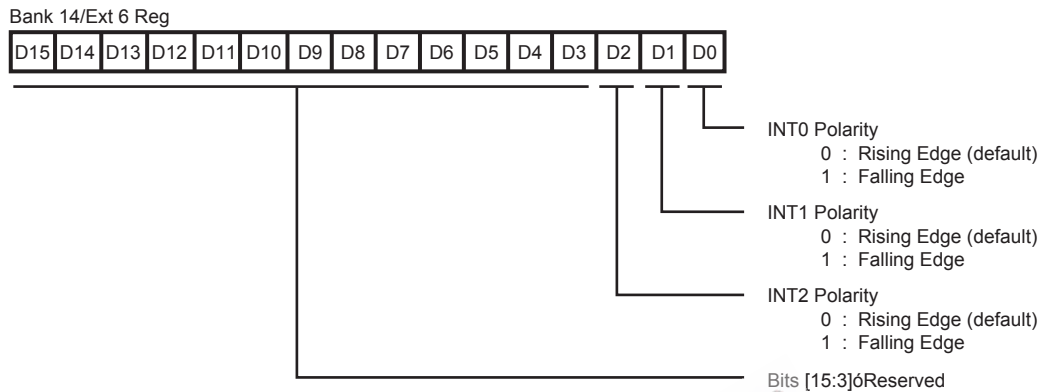 Bank 14/Ext 6 Reg
D15 D14 D13 D12 D11 D10 D9 D8 D7 D6 D5 D4 D3 D2 D1 D0
INT0 Polarity
0 : Rising Edge (default)
1 : Falling Edge
INT1 Polarity
0 : Rising Edge (default)
1 : Falling Edge
INT2 Polarity
0 : Rising Edge (default)
1 : Falling Edge
Bits [15:3]óReserved